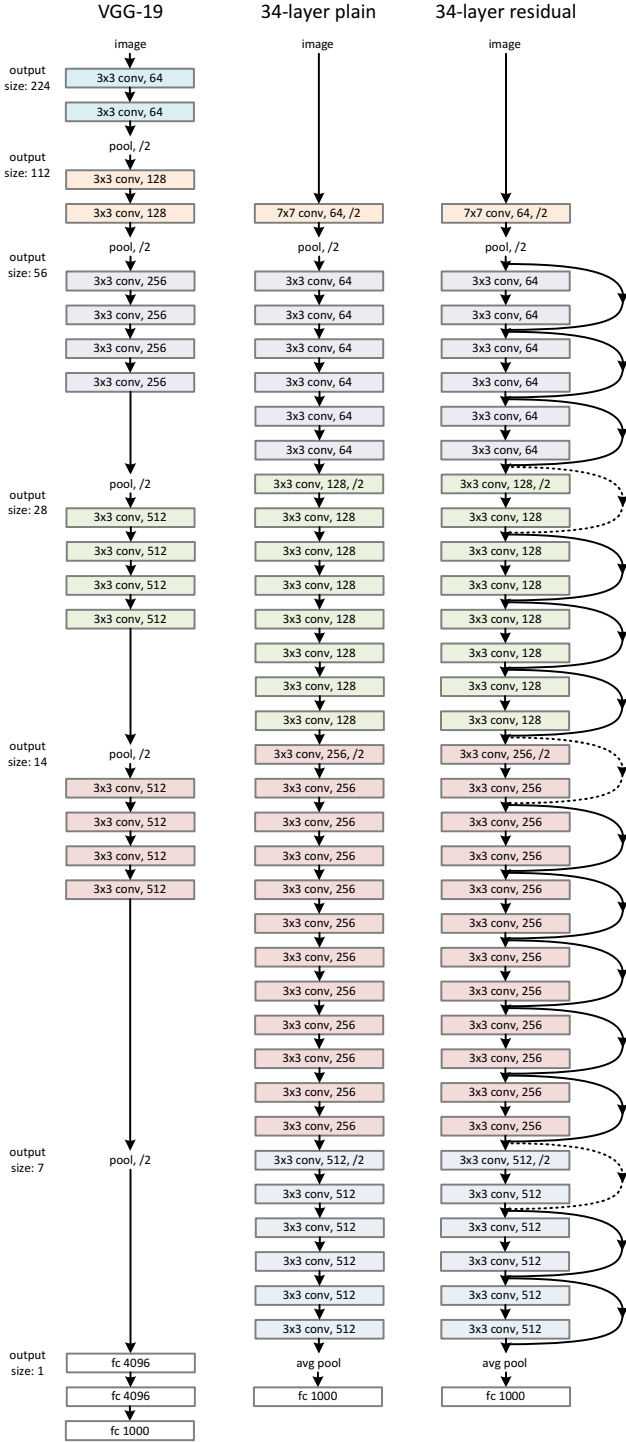 output
size: 224
output
size: 112
output
size: 56
output
size: 28
output
size: 14
output
size: 7
output
size: 1
VGG-19
image
3x3 conv, 64
3x3 conv, 64
pool, /2
3x3 conv, 128
3x3 conv, 128
pool, /2
3x3 conv, 256
3x3 conv, 256
3x3 conv, 256
3x3 conv, 256
pool, /2
3x3 conv, 512
3x3 conv, 512
3x3 conv, 512
3x3 conv, 512
pool, /2
3x3 conv, 512
3x3 conv, 512
3x3 conv, 512
3x3 conv, 512
pool, /2
fc 4096
fc 4096
fc 1000
34-layer plain
image
7x7 conv, 64, /2
pool, /2
3x3 conv, 64
3x3 conv, 64
3x3 conv, 64
3x3 conv, 64
3x3 conv, 64
3x3 conv, 64
3x3 conv, 128, /2
3x3 conv, 128
3x3 conv, 128
3x3 conv, 128
3x3 conv, 128
3x3 conv, 128
3x3 conv, 128
3x3 conv, 128
3x3 conv, 256, /2
3x3 conv, 256
3x3 conv, 256
3x3 conv, 256
3x3 conv, 256
3x3 conv, 256
3x3 conv, 256
3x3 conv, 256
3x3 conv, 256
3x3 conv, 256
3x3 conv, 256
3x3 conv, 256
3x3 conv, 512, /2
3x3 conv, 512
3x3 conv, 512
3x3 conv, 512
3x3 conv, 512
3x3 conv, 512
avg pool
fc 1000
34-layer residual
image
7x7 conv, 64, /2
pool, /2
3x3 conv, 64
3x3 conv, 64
3x3 conv, 64
3x3 conv, 64
3x3 conv, 64
3x3 conv, 64
3x3 conv, 128, /2
3x3 conv, 128
3x3 conv, 128
3x3 conv, 128
3x3 conv, 128
3x3 conv, 128
3x3 conv, 128
3x3 conv, 128
3x3 conv, 256, /2
3x3 conv, 256
3x3 conv, 256
3x3 conv, 256
3x3 conv, 256
3x3 conv, 256
3x3 conv, 256
3x3 conv, 256
3x3 conv, 256
3x3 conv, 256
3x3 conv, 256
3x3 conv, 256
3x3 conv, 512, /2
3x3 conv, 512
3x3 conv, 512
3x3 conv, 512
3x3 conv, 512
3x3 conv, 512
avg pool
fc 1000